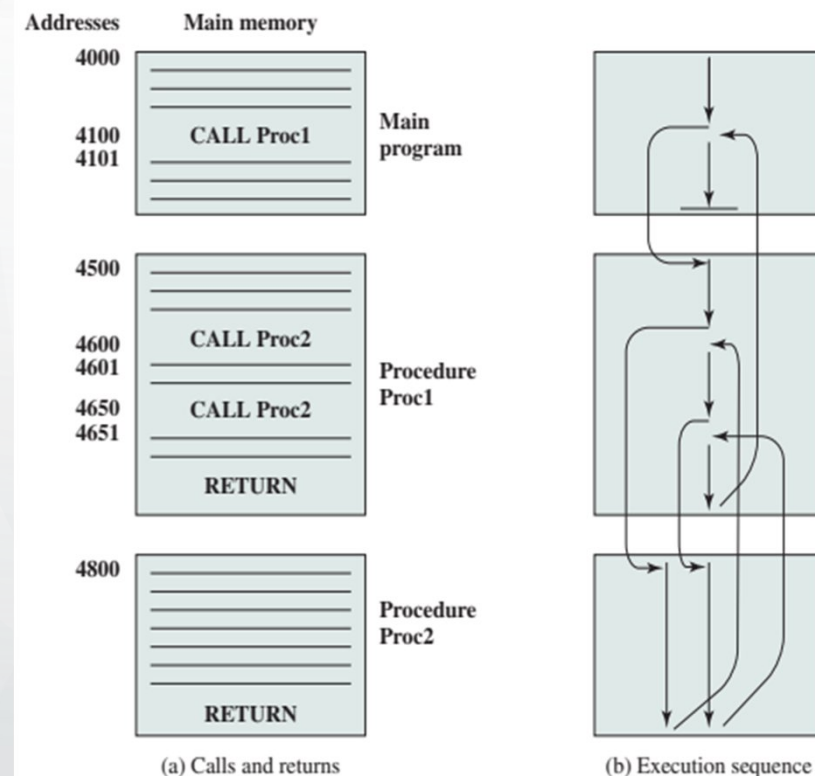 Addresses Main memory
4000
4100 CALL Proc1
4101
Main
program
4500
4600 CALL Proc2
4601
4650 CALL Proc2
4651
RETURN
Procedure
Proc1
4800
Procedure
Proc2
RETURN
(a) Calls and returns
(b) Execution sequence